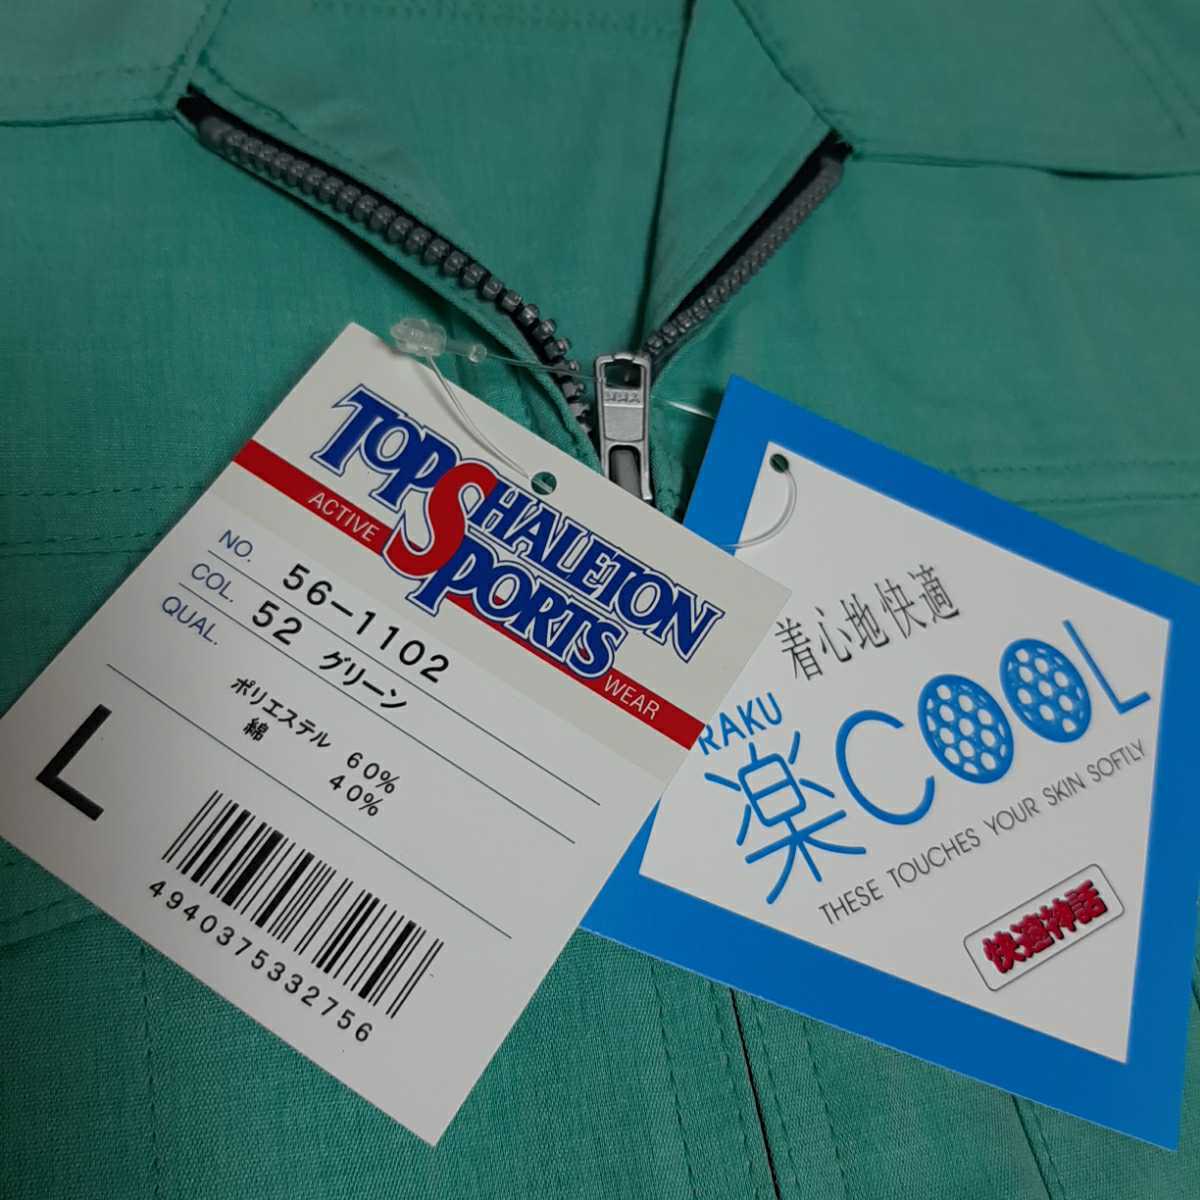 TOP SHALETON
ACTIVE SPORTS WEAR
NO. 56-1102
COL. 52 グリーン
QUAL.
ポリエステル 60%
綿 40%
L
4940375332756
着心地快適
RAKU
楽COOL
THESE TOUCHES YOUR SKIN SOFTLY
快適神話